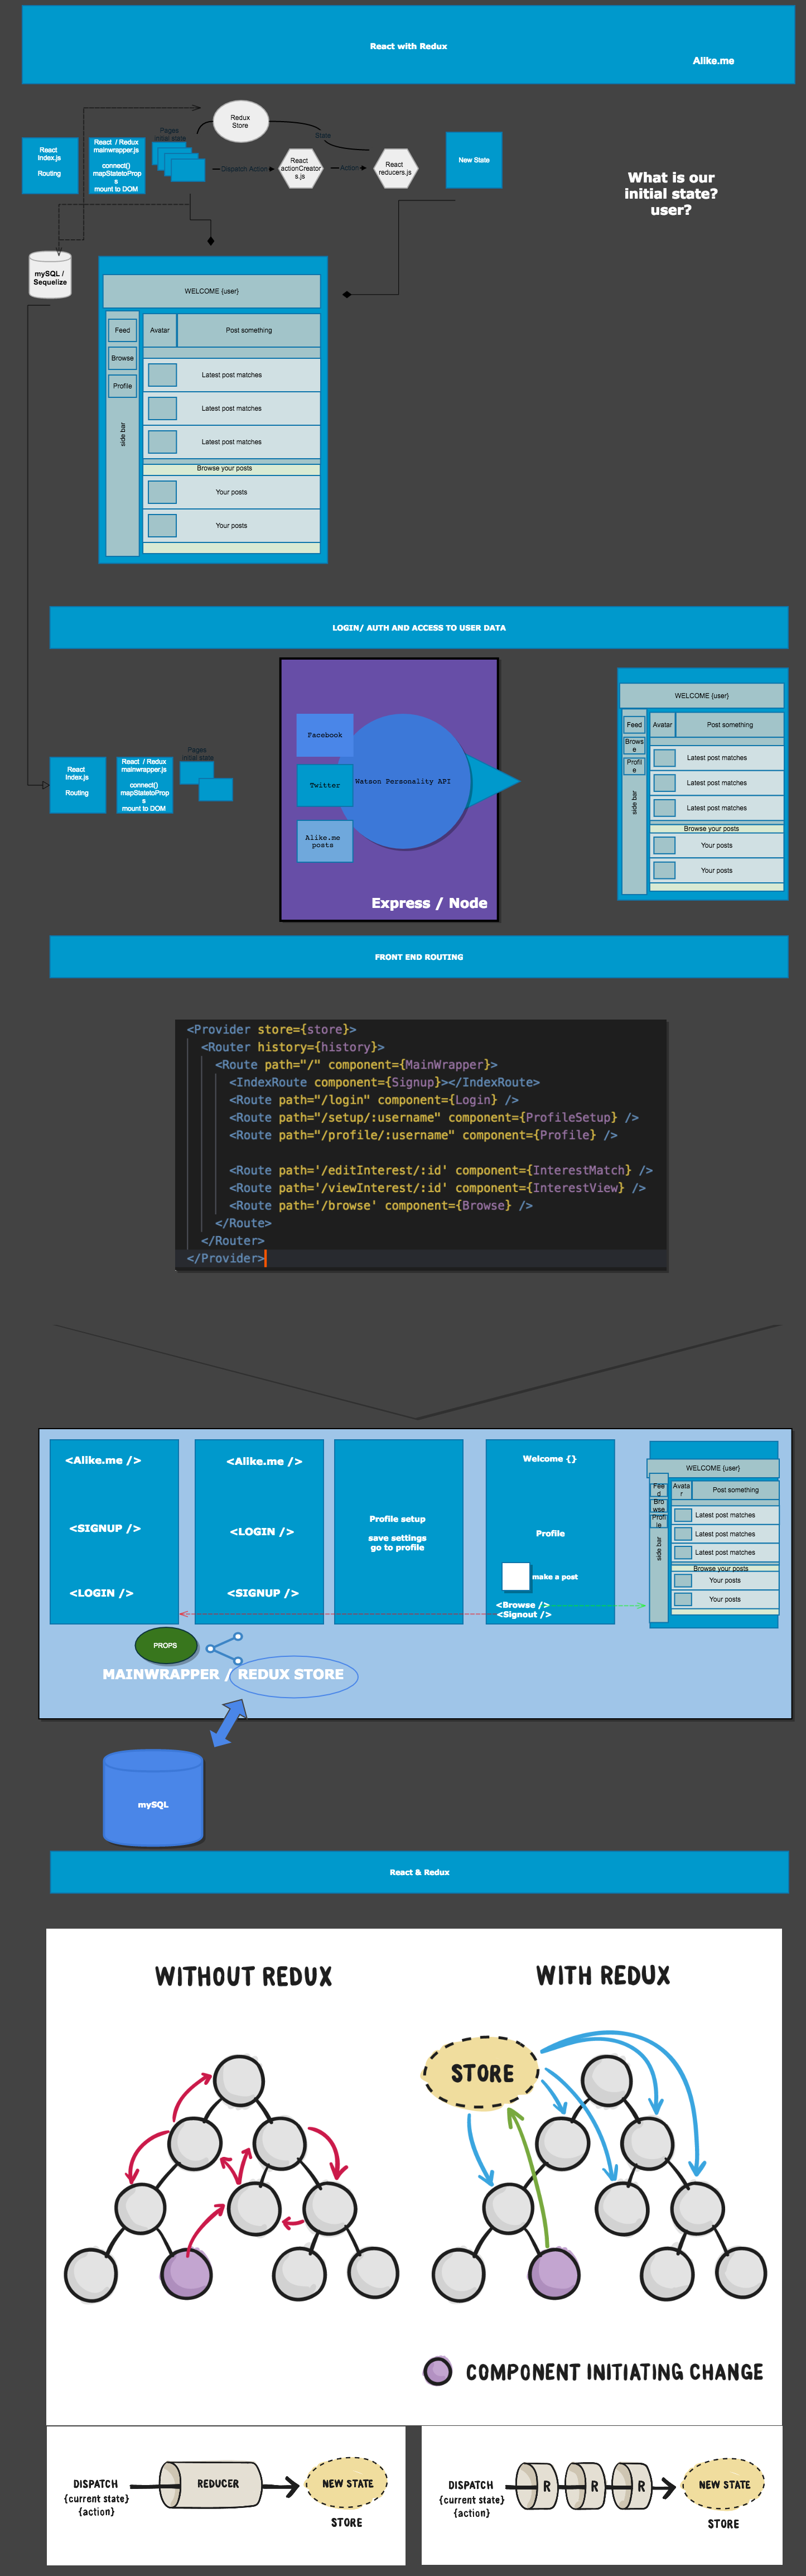 React with Redux
Alike.me
Redux
Store
Pages
initial state
State
React
Index.js
Routing
React / Redux
mainwrapper.js
connect()
mapStatetoProp
s
mount to DOM
Dispatch Action
React
actionCreator
s.js
Action
React
reducers.js
New State
What is our
initial state?
user?
mySQL /
Sequelize
WELCOME {user}
Feed
Browse
Profile
side bar
Avatar
Post something
Latest post matches
Latest post matches
Latest post matches
Browse your posts
Your posts
Your posts
LOGIN/ AUTH AND ACCESS TO USER DATA
React
Index.js
Routing
React / Redux
mainwrapper.js
connect()
mapStatetoProp
s
mount to DOM
Pages
initial state
Facebook
Twitter
Alike.me
posts
Watson Personality API
Express / Node
WELCOME {user}
Feed
Brows
e
Profil
e
side bar
Avatar
Post something
Latest post matches
Latest post matches
Latest post matches
Browse your posts
Your posts
Your posts
FRONT END ROUTING
<Provider store={store}>
<Router history={history}>
<Route path="/" component={MainWrapper}>
<IndexRoute component={Signup}></IndexRoute>
<Route path="/login" component={Login} />
<Route path="/setup/:username" component={ProfileSetup} />
<Route path="/profile/:username" component={Profile} />
<Route path='/editInterest/:id' component={InterestMatch} />
<Route path='/viewInterest/:id' component={InterestView} />
<Route path='/browse' component={Browse} />
</Route>
</Router>
</Provider>
<Alike.me />
<SIGNUP />
<LOGIN />
<Alike.me />
<LOGIN />
<SIGNUP />
Profile setup
save settings
go to profile
Welcome {}
Profile
make a post
<Browse />
<Signout />
WELCOME {user}
Fee
d
Bro
wse
Profi
le
side bar
Avata
r
Post something
Latest post matches
Latest post matches
Latest post matches
Browse your posts
Your posts
Your posts
PROPS
MAINWRAPPER / REDUX STORE
mySQL
React & Redux
WITHOUT REDUX
WITH REDUX
STORE
COMPONENT INITIATING CHANGE
DISPATCH
{current state}
{action}
REDUCER
NEW STATE
STORE
DISPATCH
{current state}
{action}
R
R
R
NEW STATE
STORE